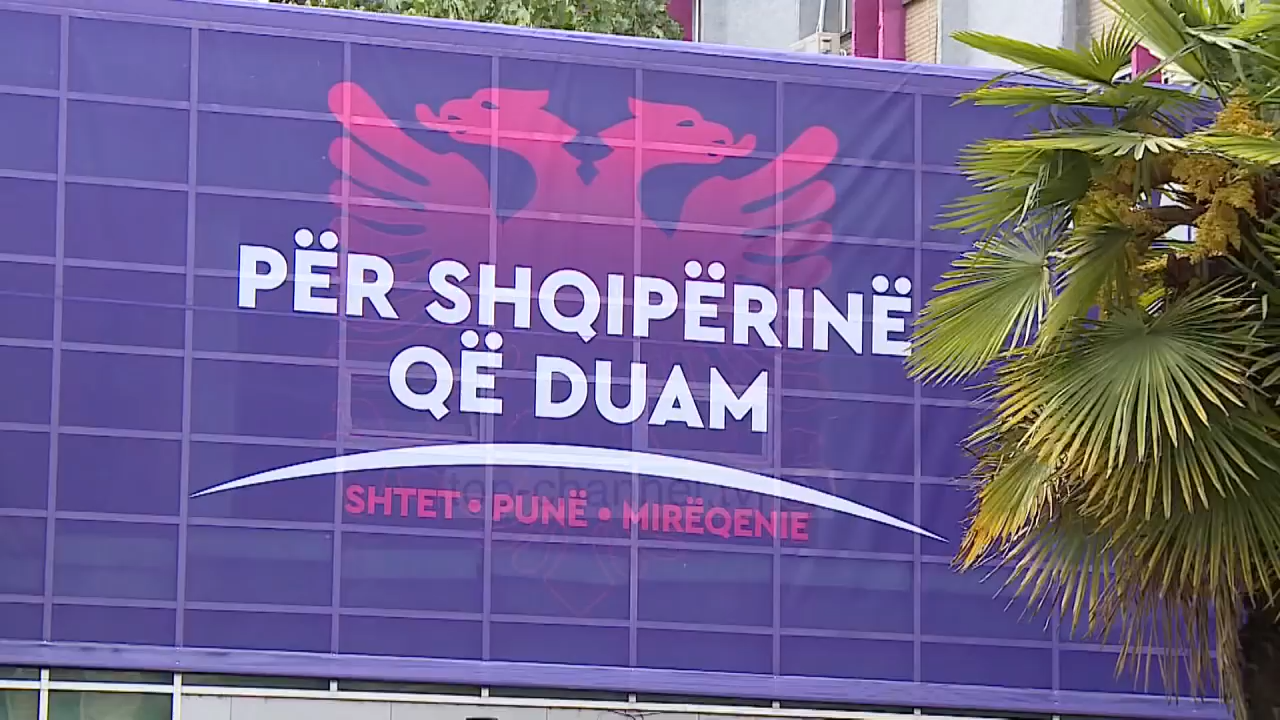 PËR SHQIPËRINË
QË DUAM
SHTET • PUNË • MIRËQENIE